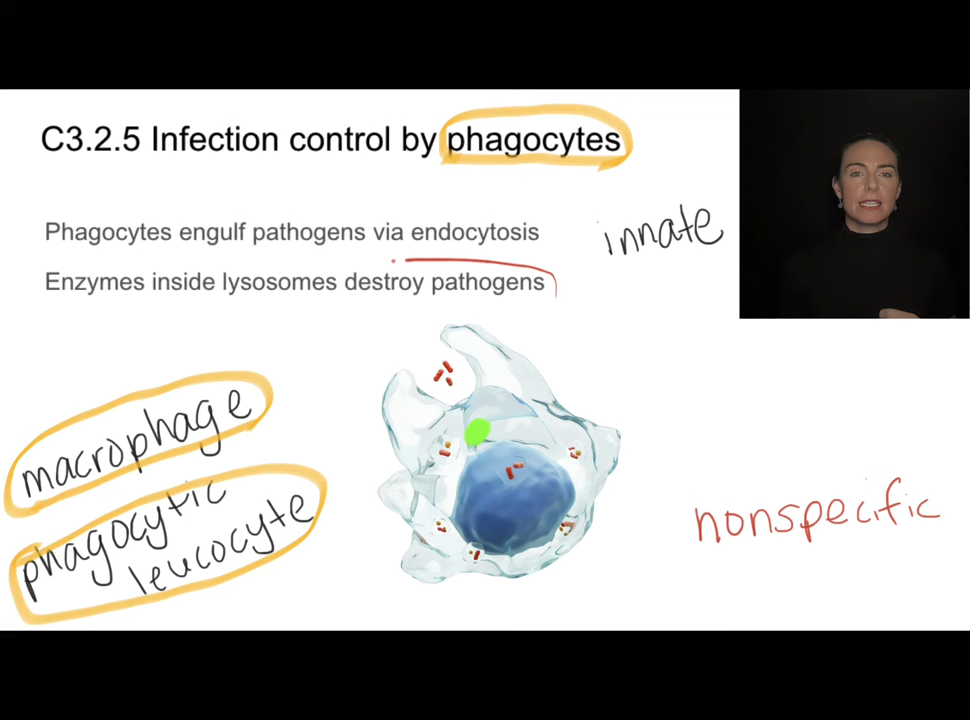 C3.2.5 Infection control by phagocytes
Phagocytes engulf pathogens via endocytosis
innate
Enzymes inside lysosomes destroy pathogens
macrophage
phagocytic
leucocyte
nonspecific